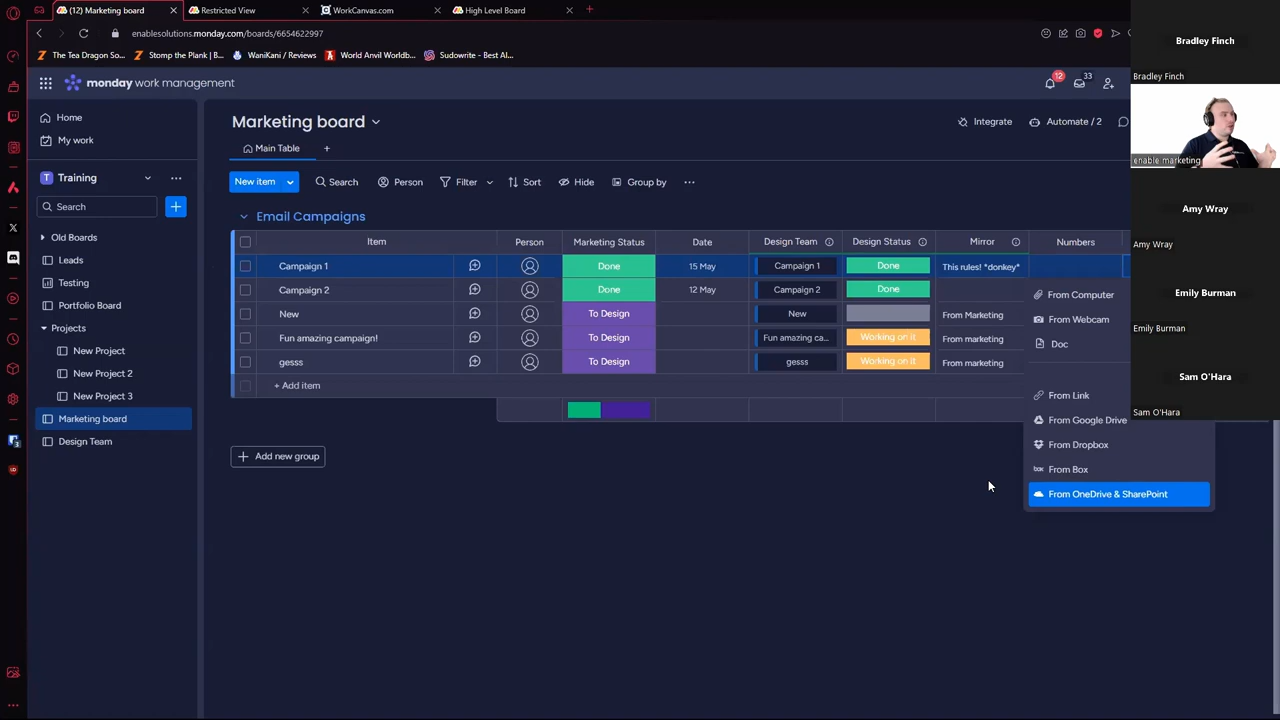 (12) Marketing board
Restricted View
WorkCanvas.com
High Level Board
enablesolutions.monday.com/boards/6654622997
The Tea Dragon So...
Stomp the Plank | B...
WaniKani / Reviews
World Anvil Worldb...
Sudowrite - Best AI...
monday work management
12
33
Home
My work
T Training
Search
Old Boards
Leads
Testing
Portfolio Board
Projects
New Project
New Project 2
New Project 3
Marketing board
Design Team
Marketing board
Integrate
Automate / 2
Main Table
New item
Search
Person
Filter
Sort
Hide
Group by
Email Campaigns
Item Person Marketing Status Date Design Team Design Status Mirror Numbers
Campaign 1 Done 15 May Campaign 1 Done This rules! *donkey*
Campaign 2 Done 12 May Campaign 2 Done
New To Design New From Marketing
Fun amazing campaign! To Design Fun amazing ca... Working on it From marketing
gesss To Design gesss Working on it From marketing
+ Add item
Add new group
From Computer
From Webcam
Doc
From Link
From Google Drive
From Dropbox
box From Box
From OneDrive & SharePoint
Bradley Finch
Bradley Finch
enable marketing
Amy Wray
Amy Wray
Emily Burman
Emily Burman
Sam O'Hara
Sam O'Hara